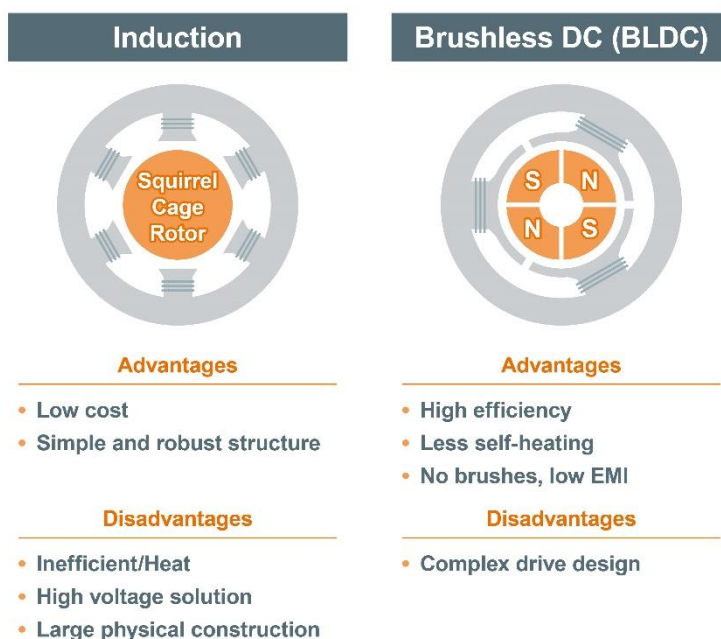 Induction
Squirrel
Cage
Rotor
Advantages
• Low cost
• Simple and robust structure
Disadvantages
• Inefficient/Heat
• High voltage solution
• Large physical construction
Brushless DC (BLDC)
S N
N S
Advantages
• High efficiency
• Less self-heating
• No brushes, low EMI
Disadvantages
• Complex drive design